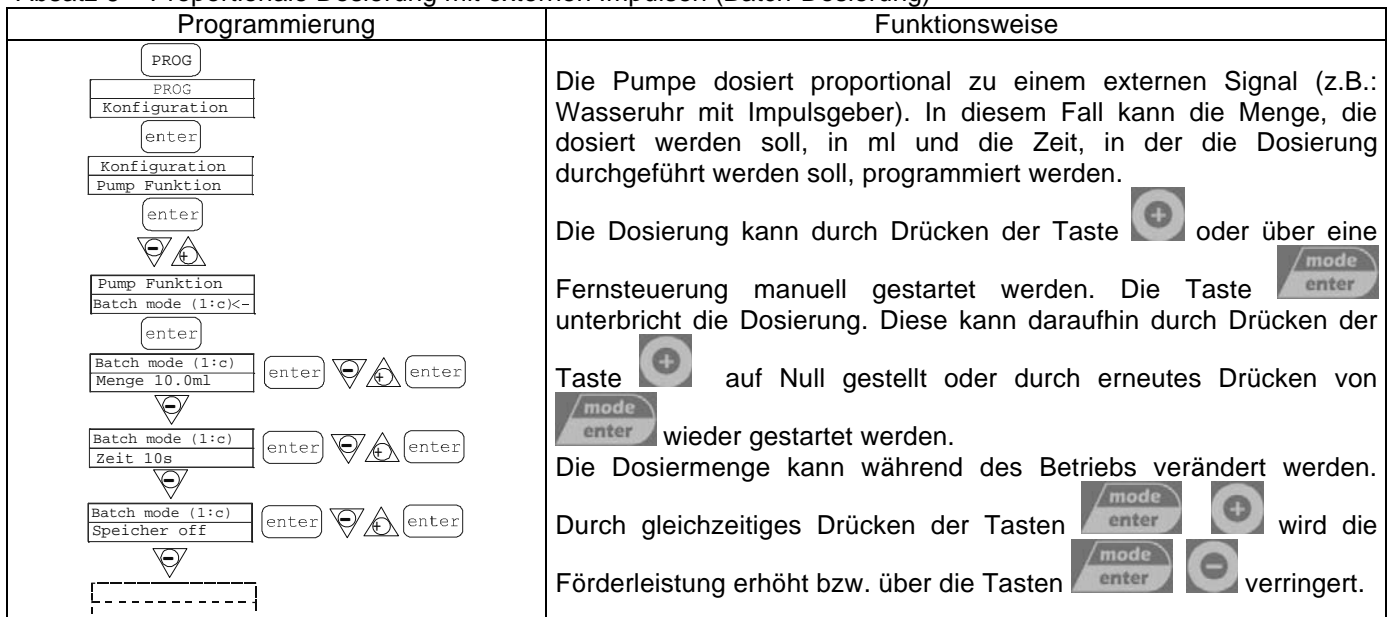 Absatz – Proportionale Dosierung mit externen Impulsen (Batch-Dosierung)
Programmierung
PROG
PROG
Konfiguration
enter
Konfiguration
Pump Funktion
enter
- +
Pump Funktion
Batch mode (1:c)<-
enter
Batch mode (1:c)
Menge 10.0ml
enter - + enter
-
Batch mode (1:c)
Zeit 10s
enter - + enter
-
Batch mode (1:c)
Speicher off
enter - + enter
-
Funktionsweise
Die Pumpe dosiert proportional zu einem externen Signal (z.B.:
Wasseruhr mit Impulsgeber). In diesem Fall kann die Menge, die
dosiert werden soll, in ml und die Zeit, in der die Dosierung
durchgeführt werden soll, programmiert werden.
Die Dosierung kann durch Drücken der Taste + oder über eine
Fernsteuerung manuell gestartet werden. Die Taste mode enter
unterbricht die Dosierung. Diese kann daraufhin durch Drücken der
Taste + auf Null gestellt oder durch erneutes Drücken von
mode enter wieder gestartet werden.
Die Dosiermenge kann während des Betriebs verändert werden.
Durch gleichzeitiges Drücken der Tasten mode enter + wird die
Förderleistung erhöht bzw. über die Tasten mode enter - verringert.